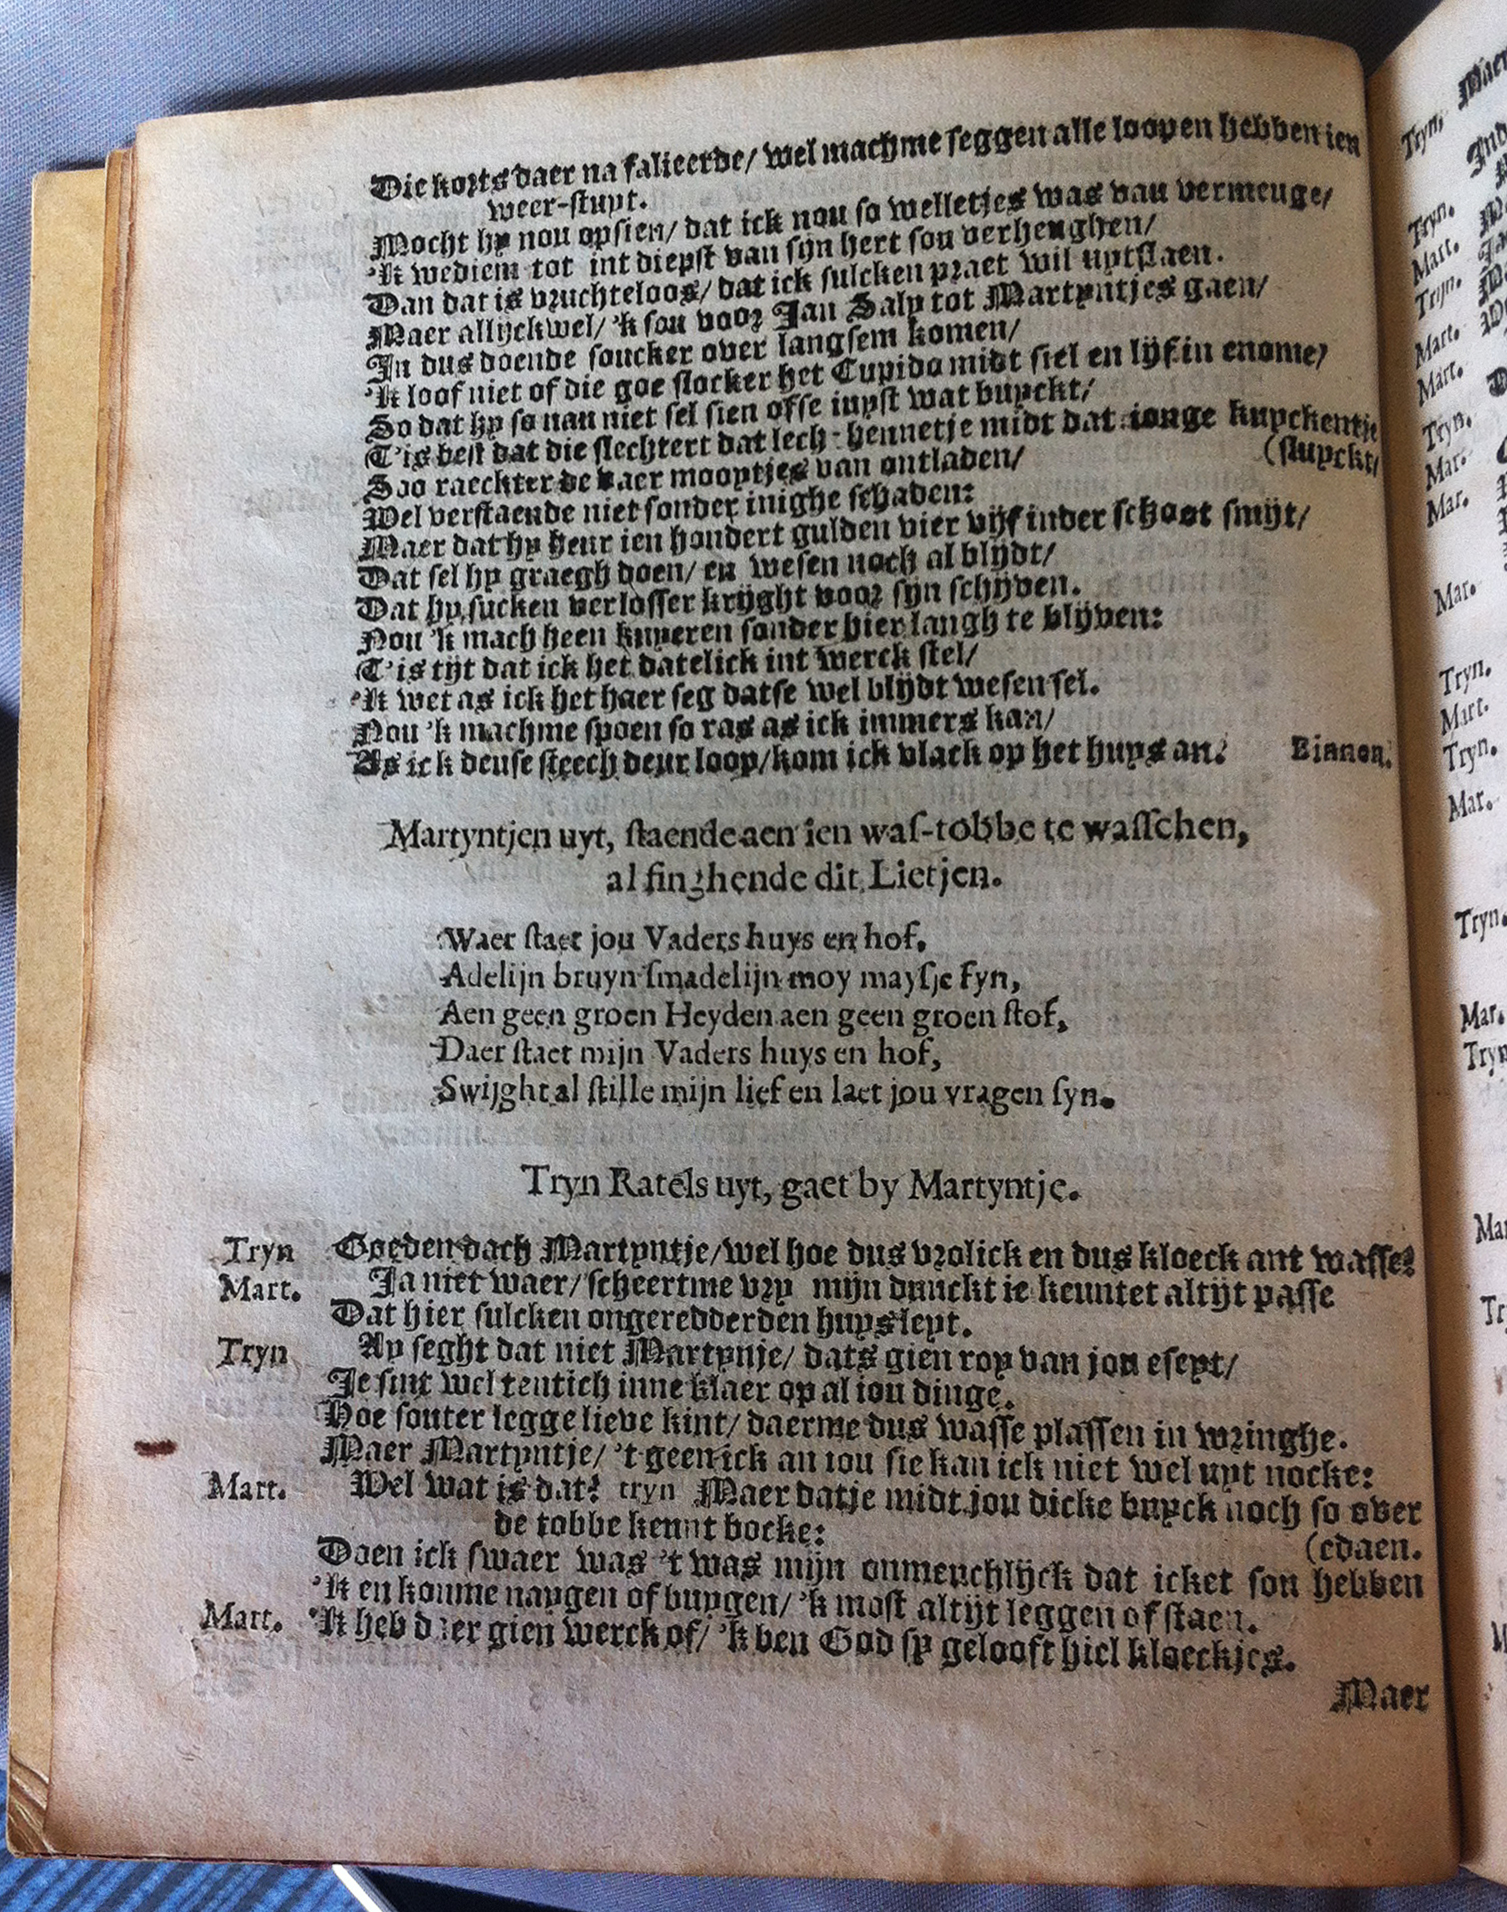 Die korts daer na falieerde/ wel machme seggen alle loopen hebben ien
weer-stuyt.
Mocht hy nou opsien/ dat ick nou so welletjes was van vermeuge/
'k wediem tot int diepst van sijn hert sou verheughen/
Dan dat is vruchteloos/ dat ick sulcken praet wil uytslaen.
Maer allijckwel/ 'k sou voor Jan Saly tot Martyntjes gaen/
In dus doende soucker over langsem komen/
'k loof niet of die goe slocker het Cupido midt siel en lijf in enome/
So dat hy so nau niet sel sien ofse iuyst wat buyckt/
T'is best dat die slechtert dat lech-hennetje midt dat ionge kuyckentje
(sluyckt/
Soo raeckter de vaer mooytjes van ontladen/
Wel verstaende niet sonder inighe schaden:
Maer dat hy heur ien hondert gulden vier vijf inder schoot smijt/
Dat sel hy graegh doen/ en wesen noch al blijdt/
Dat hy sucken verlosser krijght voor sijn schijven.
Nou 'k mach heen kuyeren sonder hier langh te blijven:
T'is tijt dat ick het datelick int werck stel/
'k wet as ick het haer seg datse wel blijdt wesen sel.
Nou 'k machme spoen so ras as ick immers kan/
As ick deuse steech deur loop/kom ick vlack op het huys an. Binnen.
Martyntjen uyt, staende aen ien was-tobbe te wasschen,
al singhende dit Lietjen.
Waer staet jou Vaders huys en hof,
Adelijn bruyn smadelijn moy maysje fyn,
Aen geen groen Heyden aen geen groen stof,
Daer staet mijn Vaders huys en hof,
Swijght al stille mijn lief en laet jou vragen syn.
Tryn Ratels uyt, gaet by Martyntje.
Tryn Goeden dach Martyntje/wel hoe dus vrolick en dus kloeck ant wasse?
Mart. Ja niet waer/scheertme vry mijn dunckt ie keuntet altijt passe
Dat hier sulcken ongeredderden huys leyt.
Tryn Ay seght dat niet Martynje/ dats gien roy van jou eseyt/
Je sint wel tentich inne klaer op al iou dinge.
Hoe souter legge lieve kint/ daerme dus wasse plassen in wringhe.
Maer Martyntje/ 't geen ick an iou sie kan ick niet wel uyt nocke:
Mart. Wel wat is dat? tryn Maer datje midt jou dicke buyck noch so over
de tobbe kennt bocke:
(edaen.
Doen ick swaer was 't was mijn onmeuchlijck dat icket sou hebben
'k en konme naygen of buygen/ 'k most altijt leggen of staen.
Mart. 'k heb daer gien werck of/ 'k ben God sy gelooft hiel kloeckjes.
Maer